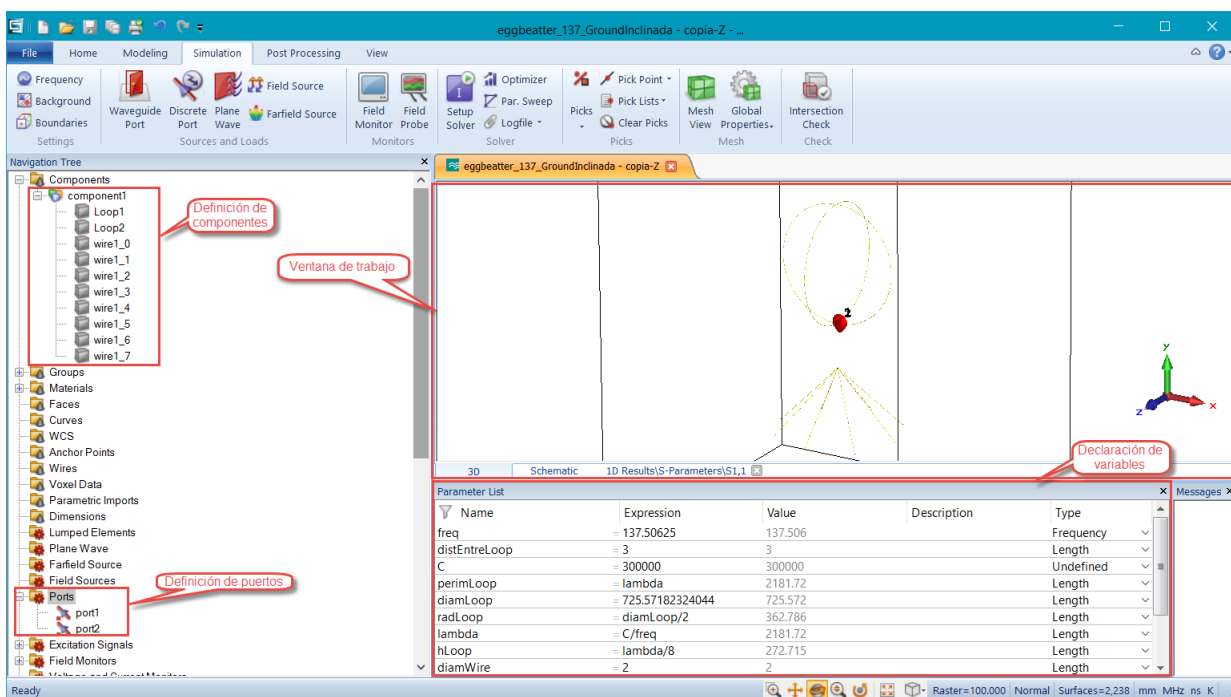 eggbeatter_137_GroundInclinada - copia-Z - ...
File Home Modeling Simulation Post Processing View
Frequency
Background
Boundaries
Settings
Waveguide Port
Discrete Port
Plane Wave
Field Source
Farfield Source
Sources and Loads
Field Monitor
Field Probe
Monitors
Setup Solver
Optimizer
Par. Sweep
Logfile
Solver
Picks
Pick Point
Pick Lists
Clear Picks
Picks
Mesh View
Global Properties
Mesh
Intersection Check
Check
Navigation Tree
Components
component1
Loop1
Loop2
wire1_0
wire1_1
wire1_2
wire1_3
wire1_4
wire1_5
wire1_6
wire1_7
Groups
Materials
Faces
Curves
WCS
Anchor Points
Wires
Voxel Data
Parametric Imports
Dimensions
Lumped Elements
Plane Wave
Farfield Source
Field Sources
Ports
port1
port2
Excitation Signals
Field Monitors
Definición de componentes
Ventana de trabajo
Definición de puertos
eggbeatter_137_GroundInclinada - copia-Z
2
y
x
z
Declaración de variables
3D Schematic 1D Results\S-Parameters\S1,1
Parameter List
Messages
Name Expression Value Description Type
freq = 137.50625 137.506 Frequency
distEntreLoop = 3 3 Length
C = 300000 300000 Undefined
perimLoop = lambda 2181.72 Length
diamLoop = 725.57182324044 725.572 Length
radLoop = diamLoop/2 362.786 Length
lambda = C/freq 2181.72 Length
hLoop = lambda/8 272.715 Length
diamWire = 2 2 Length
Ready
Raster=100.000 Normal Surfaces=2,238 mm MHz ns K